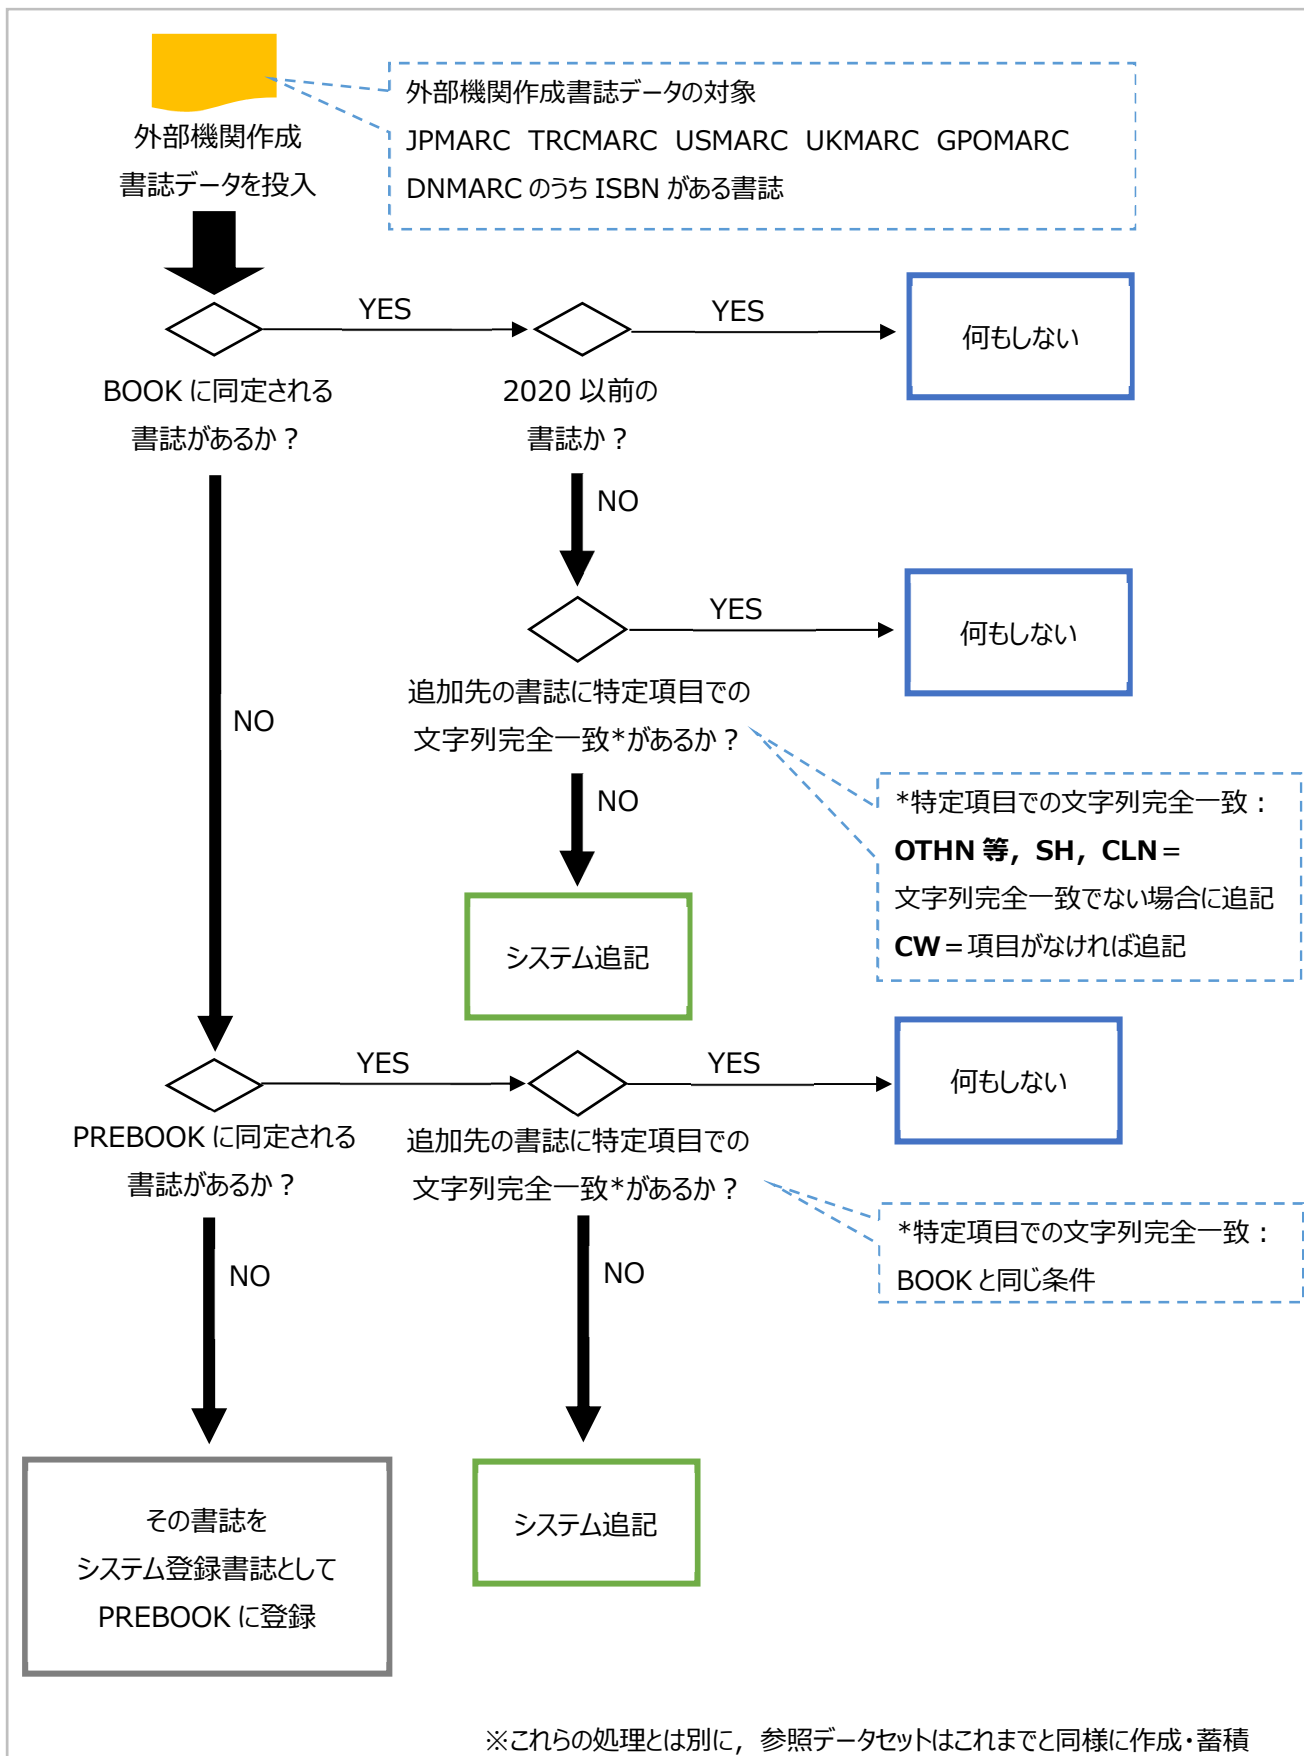 外部機関作成
書誌データを投入
外部機関作成書誌データの対象
JPMARC TRCMARC USMARC UKMARC GPOMARC
DNMARC のうち ISBN がある書誌
YES
YES
何もしない
BOOK に同定される
書誌があるか？
2020 以前の
書誌か？
NO
YES
何もしない
追加先の書誌に特定項目での
文字列完全一致*があるか？
NO
NO
*特定項目での文字列完全一致：
OTHN 等，SH，CLN＝
文字列完全一致でない場合に追記
CW＝項目がなければ追記
システム追記
YES
YES
何もしない
PREBOOK に同定される
書誌があるか？
追加先の書誌に特定項目での
文字列完全一致*があるか？
*特定項目での文字列完全一致：
BOOK と同じ条件
NO
NO
その書誌を
システム登録書誌として
PREBOOK に登録
システム追記
※これらの処理とは別に，参照データセットはこれまでと同様に作成・蓄積